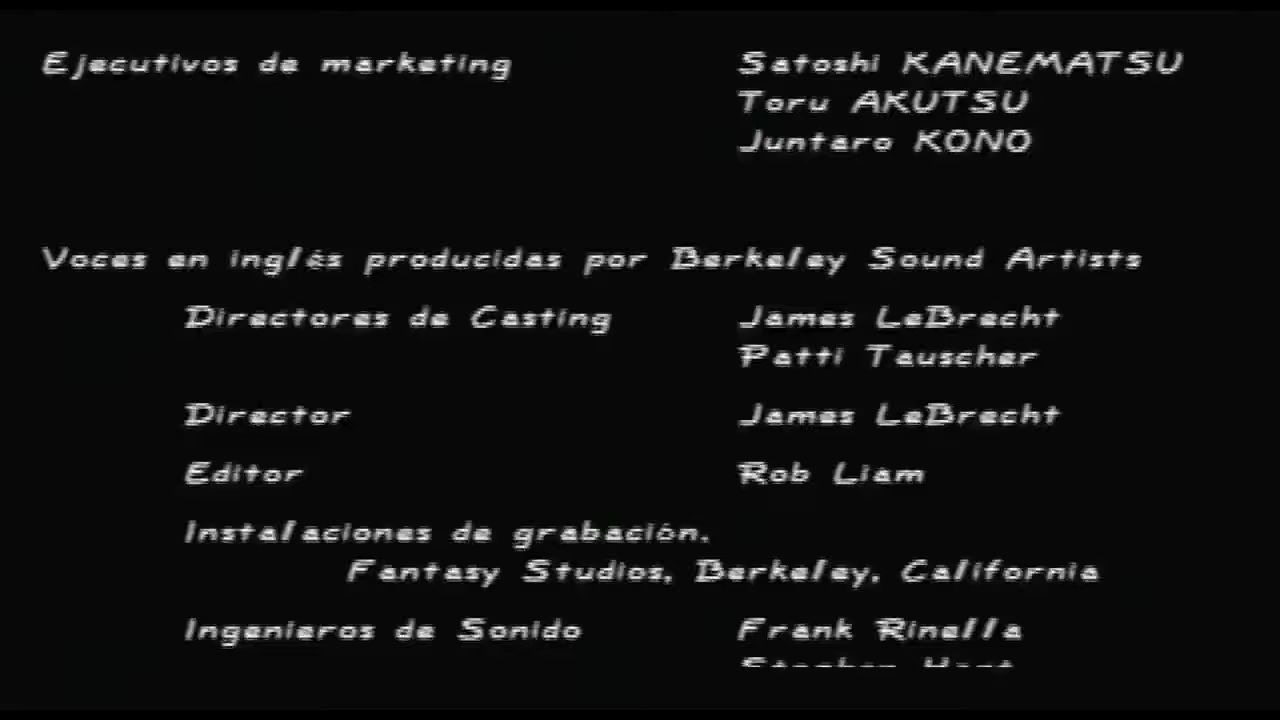 Ejecutivos de marketing Satoshi KANEMATSU
Toru AKUTSU
Juntaro KONO
Voces en inglés producidas por Berkeley Sound Artists
Directores de Casting James LeBrecht
Patti Tauscher
Director James LeBrecht
Editor Rob Liam
Instalaciones de grabación.
Fantasy Studios, Berkeley, California
Ingenieros de Sonido Frank Rinella